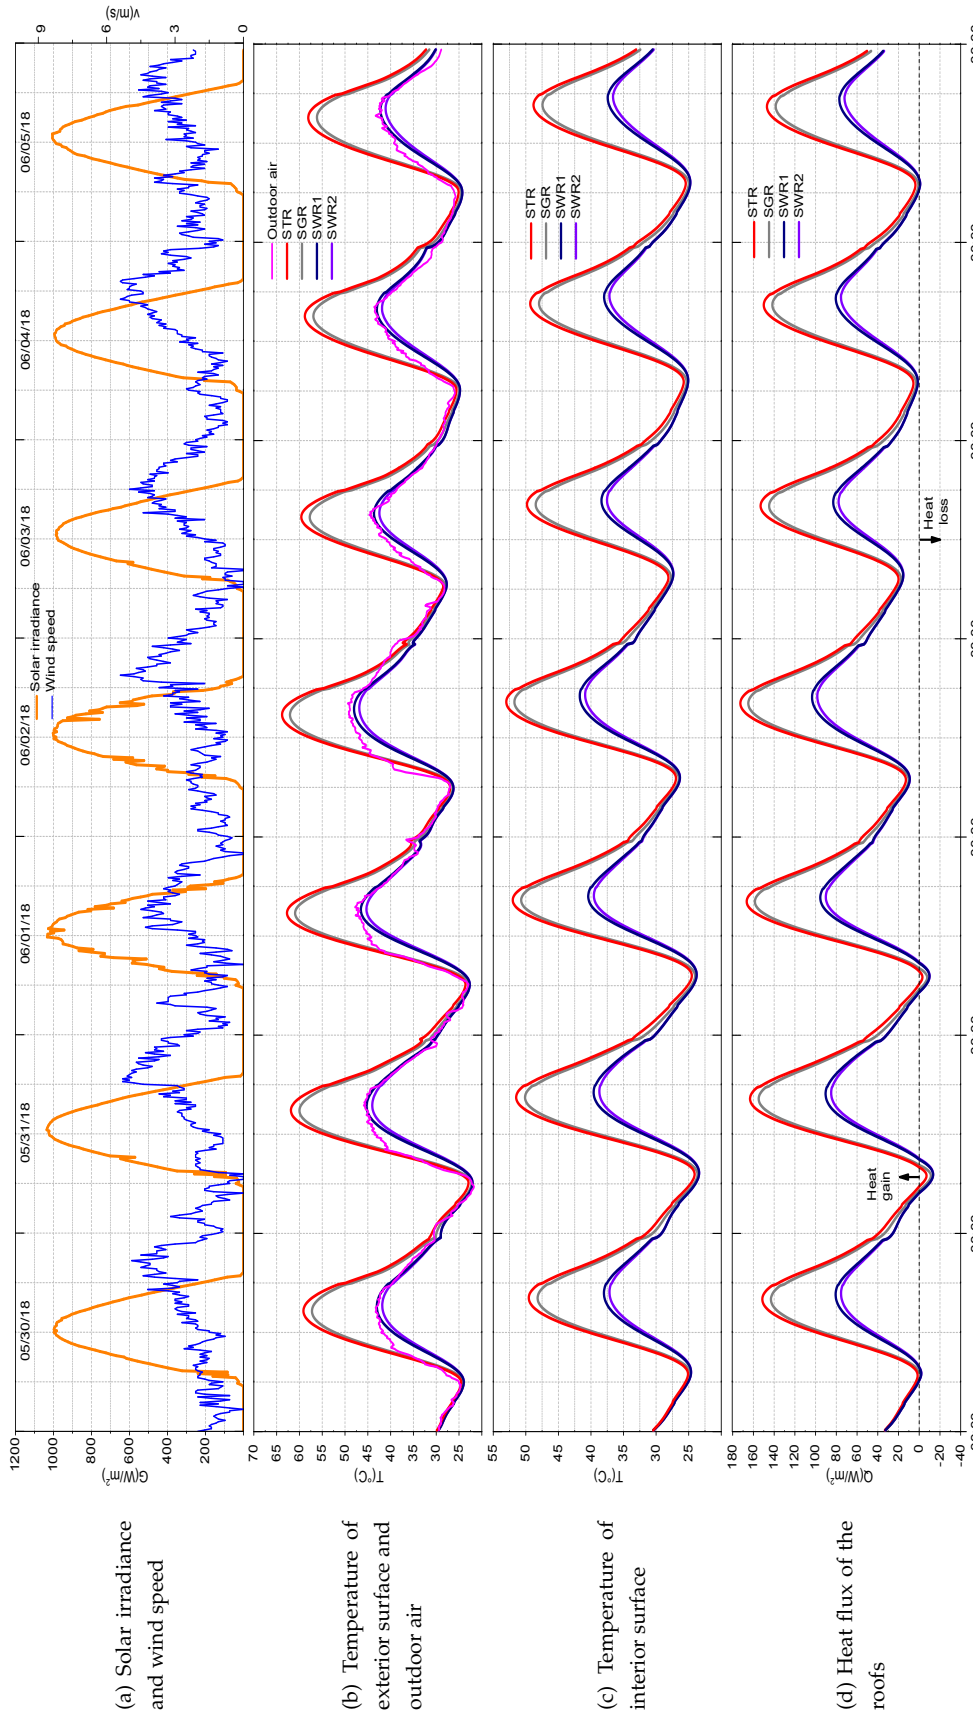 (a) Solar irradiance
and wind speed
G(W/m²)
1200
1000
800
600
400
200
05/30/18
05/31/18
06/01/18
06/02/18
06/03/18
06/04/18
06/05/18
Solar irradiance
Wind speed
9
6
3
0
v(m/s)
(b) Temperature of
exterior surface and
outdoor air
T(°C)
70
65
60
55
50
45
40
35
30
25
Outdoor air
STR
SGR
SWR1
SWR2
(c) Temperature of
interior surface
T(°C)
55
45
35
25
STR
SGR
SWR1
SWR2
(d) Heat flux of the
roofs
Q(W/m²)
180
160
140
120
100
80
60
40
20
0
-20
-40
Heat
gain
Heat
loss
STR
SGR
SWR1
SWR2